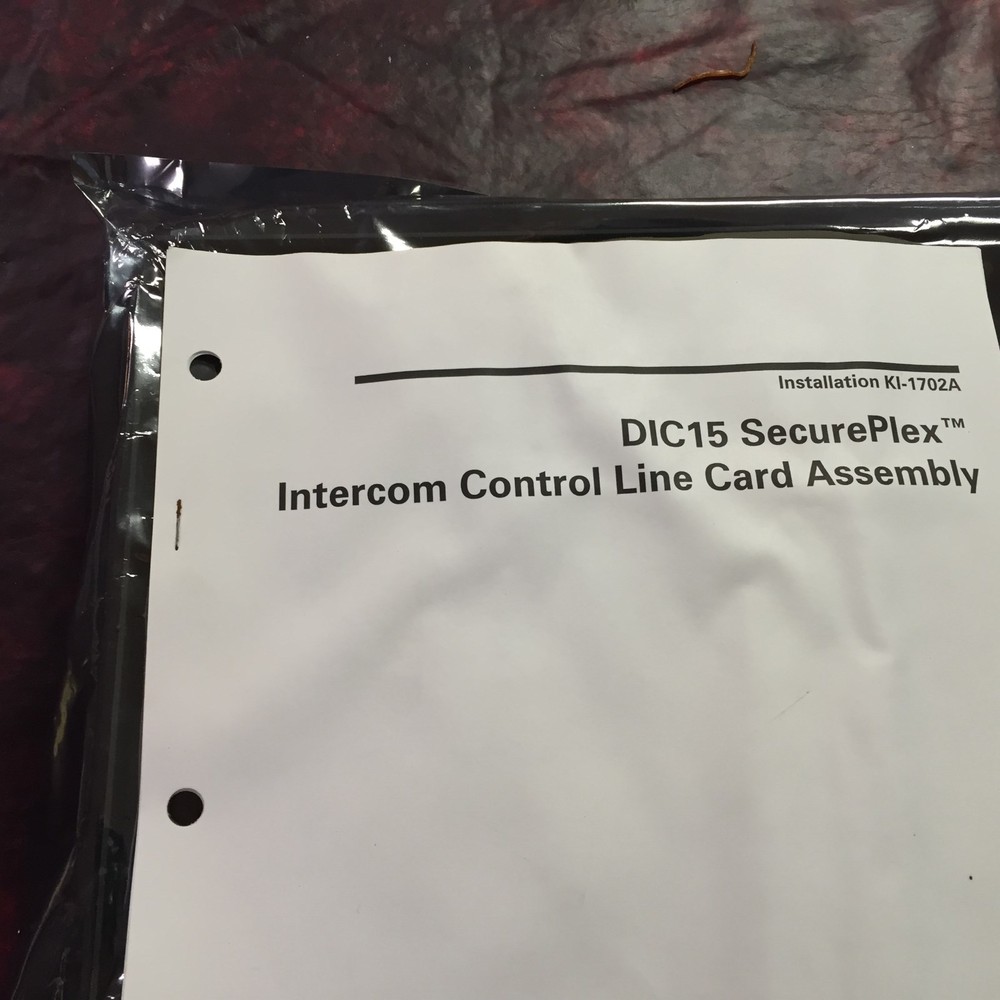 Installation KI-1702A
DIC15 SecurePlex™
Intercom Control Line Card Assembly